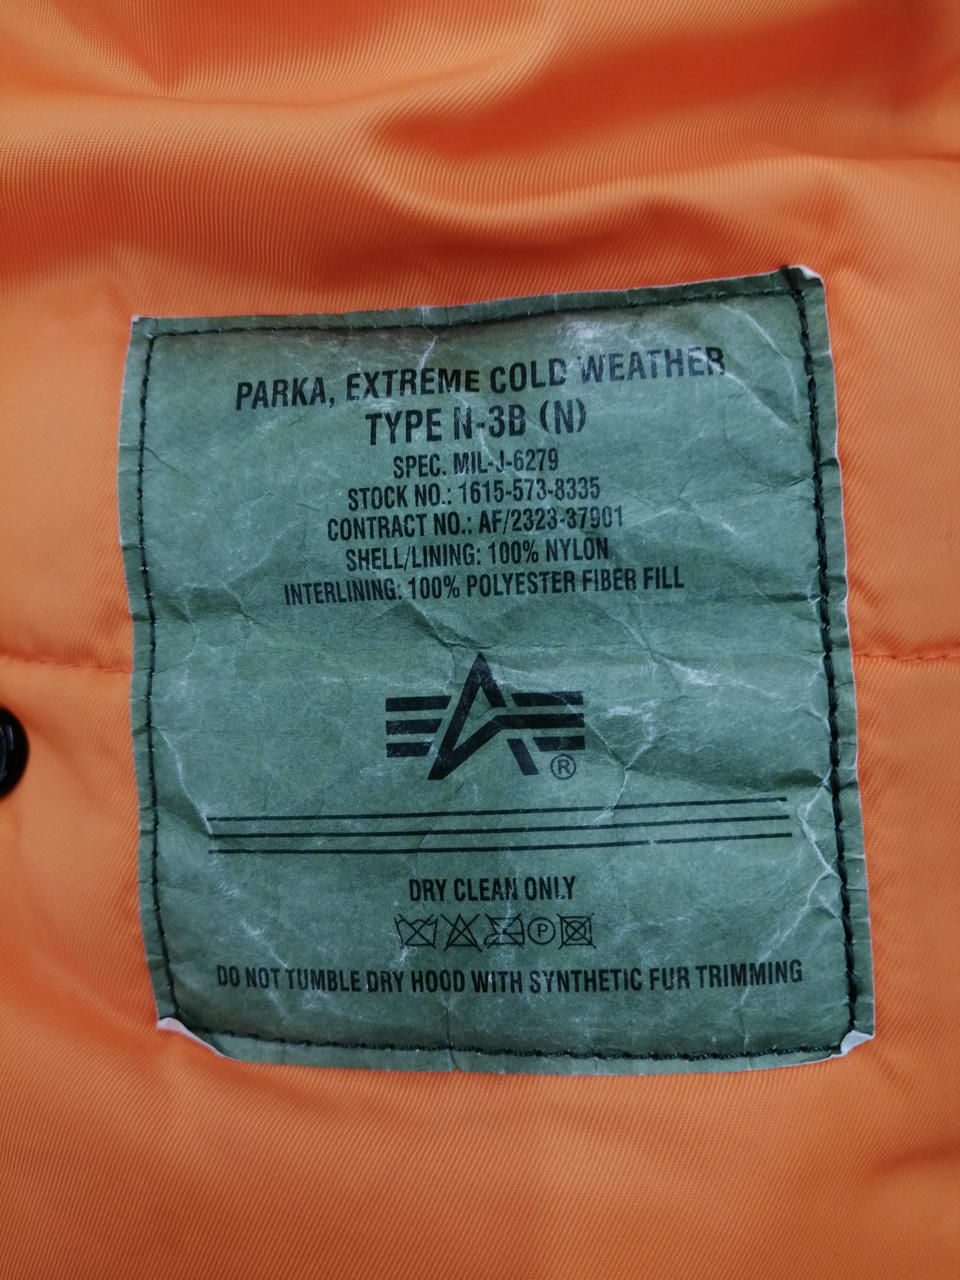 PARKA, EXTREME COLD WEATHER
TYPE N-3B (N)
SPEC. MIL-J-6279
STOCK NO.: 1615-573-8335
CONTRACT NO.: AF/2323-37901
SHELL/LINING: 100% NYLON
INTERLINING: 100% POLYESTER FIBER FILL
®
DRY CLEAN ONLY
P
DO NOT TUMBLE DRY HOOD WITH SYNTHETIC FUR TRIMMING